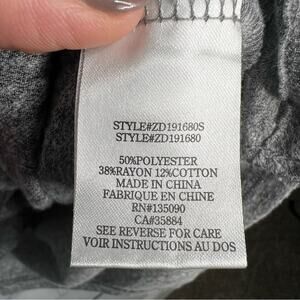 STYLE#ZD191680S
STYLE#ZD191680
50%POLYESTER
38%RAYON 12%COTTON
MADE IN CHINA
FABRIQUE EN CHINE
RN#135090
CA#35884
SEE REVERSE FOR CARE
VOIR INSTRUCTIONS AU DOS